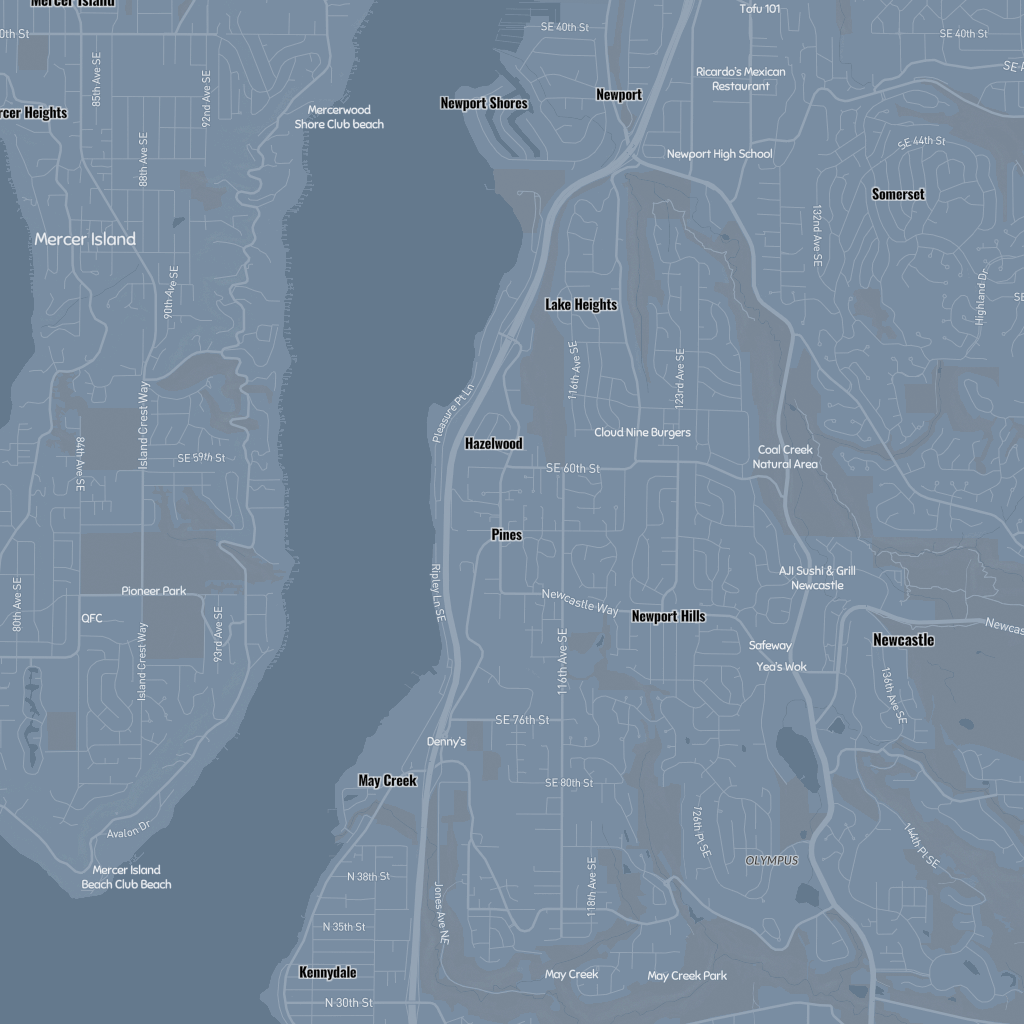 Mercer Island
Tofu 101
0th St
SE 40th St
SE 40th St
SE A
85th Ave SE
92nd Ave SE
Ricardo's Mexican
Restaurant
Newport
Newport Shores
rcer Heights
Mercerwood
Shore Club beach
88th Ave SE
SE 44th St
Newport High School
Somerset
132nd Ave SE
Mercer Island
90th Ave SE
Highland Dr
SE
Lake Heights
116th Ave SE
123rd Ave SE
Pleasure Pt Ln
Island Crest Way
Cloud Nine Burgers
Hazelwood
84th Ave SE
SE 59th St
Coal Creek
Natural Area
SE 60th St
Pines
AJI Sushi & Grill
Newcastle
Pioneer Park
80th Ave SE
Ripley Ln SE
Newcastle Way
QFC
Newport Hills
Newcas
93rd Ave SE
Newcastle
Safeway
Island Crest Way
116th Ave SE
Yea's Wok
136th Ave SE
SE 76th St
Denny's
May Creek
SE 80th St
Avalon Dr
126th Pl SE
144th Pl SE
OLYMPUS
Mercer Island
Beach Club Beach
N 38th St
118th Ave SE
Jones Ave NE
N 35th St
Kennydale
May Creek
May Creek Park
N 30th St